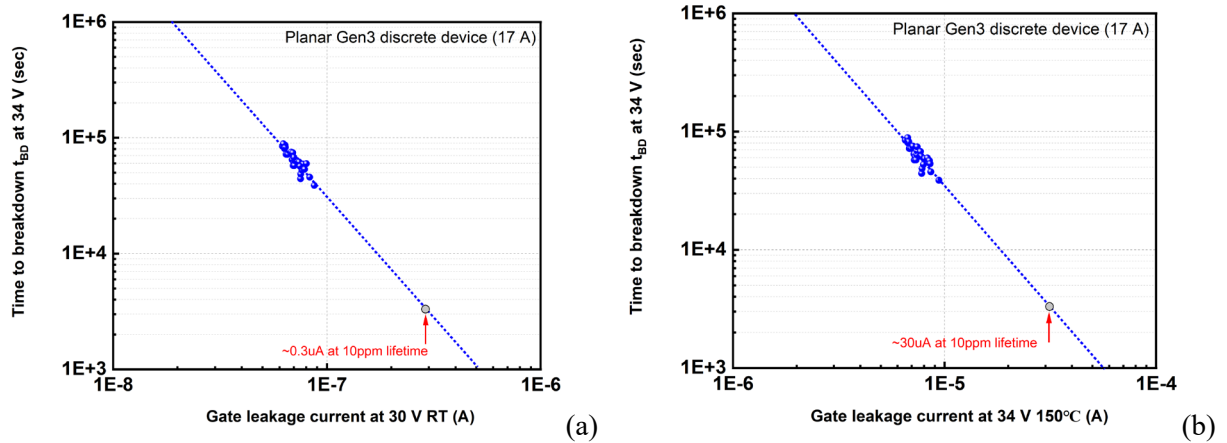 Time to breakdown tBD at 34 V (sec)
1E+6
1E+5
1E+4
1E+3
Planar Gen3 discrete device (17 A)
~0.3uA at 10ppm lifetime
1E-8
1E-7
1E-6
Gate leakage current at 30 V RT (A)
(a)
Time to breakdown tBD at 34 V (sec)
1E+6
1E+5
1E+4
1E+3
Planar Gen3 discrete device (17 A)
~30uA at 10ppm lifetime
1E-6
1E-5
1E-4
Gate leakage current at 34 V 150℃ (A)
(b)